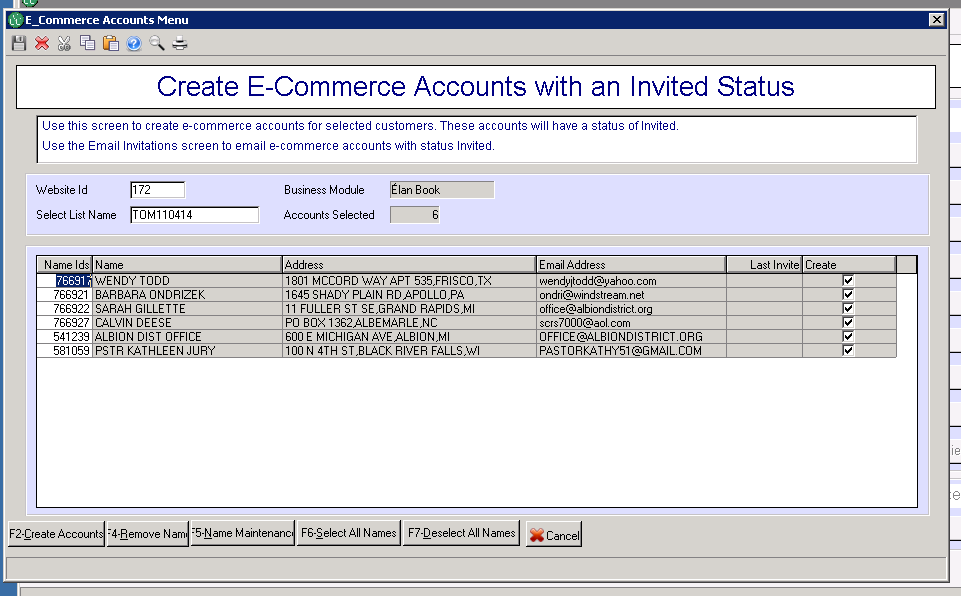 E_Commerce Accounts Menu
Create E-Commerce Accounts with an Invited Status
Use this screen to create e-commerce accounts for selected customers. These accounts will have a status of Invited.
Use the Email Invitations screen to email e-commerce accounts with status Invited.
Website Id 172 Business Module Élan Book
Select List Name TOM110414 Accounts Selected 6
Name Ids Name Address Email Address Last Invite Create
766917 WENDY TODD 1801 MCCORD WAY APT 535,FRISCO,TX wendyjtodd@yahoo.com
766921 BARBARA ONDRIZEK 1645 SHADY PLAIN RD,APOLLO,PA ondri@windstream.net
766922 SARAH GILLETTE 11 FULLER ST SE,GRAND RAPIDS,MI office@albiondistrict.org
766927 CALVIN DEESE PO BOX 1362,ALBEMARLE,NC scrs7000@aol.com
541239 ALBION DIST OFFICE 600 E MICHIGAN AVE,ALBION,MI OFFICE@ALBIONDISTRICT.ORG
581059 PSTR KATHLEEN JURY 100 N 4TH ST,BLACK RIVER FALLS,WI PASTORKATHY51@GMAIL.COM
F2-Create Accounts F4-Remove Name F5-Name Maintenance F6-Select All Names F7-Deselect All Names Cancel